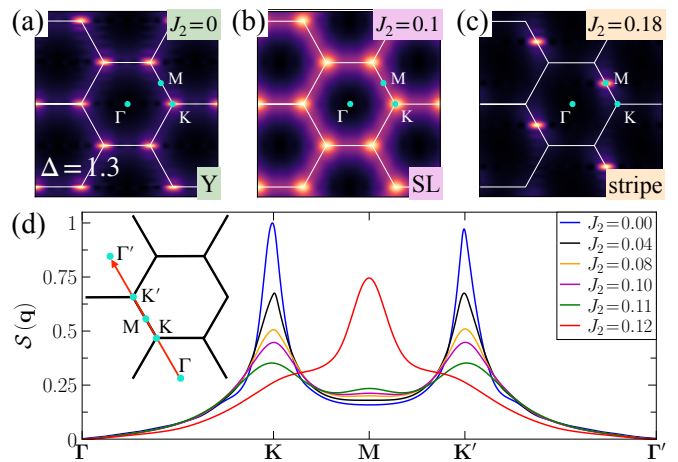 (a)
J₂=0
M
Γ
K
Δ=1.3
Y
(b)
J₂=0.1
M
Γ
K
SL
(c)
J₂=0.18
M
Γ
K
stripe
(d)
S(q)
1
0.75
0.5
0.25
0
Γ′
K′
M
K
Γ
J₂=0.00
J₂=0.04
J₂=0.08
J₂=0.10
J₂=0.11
J₂=0.12
Γ
K
M
K′
Γ′